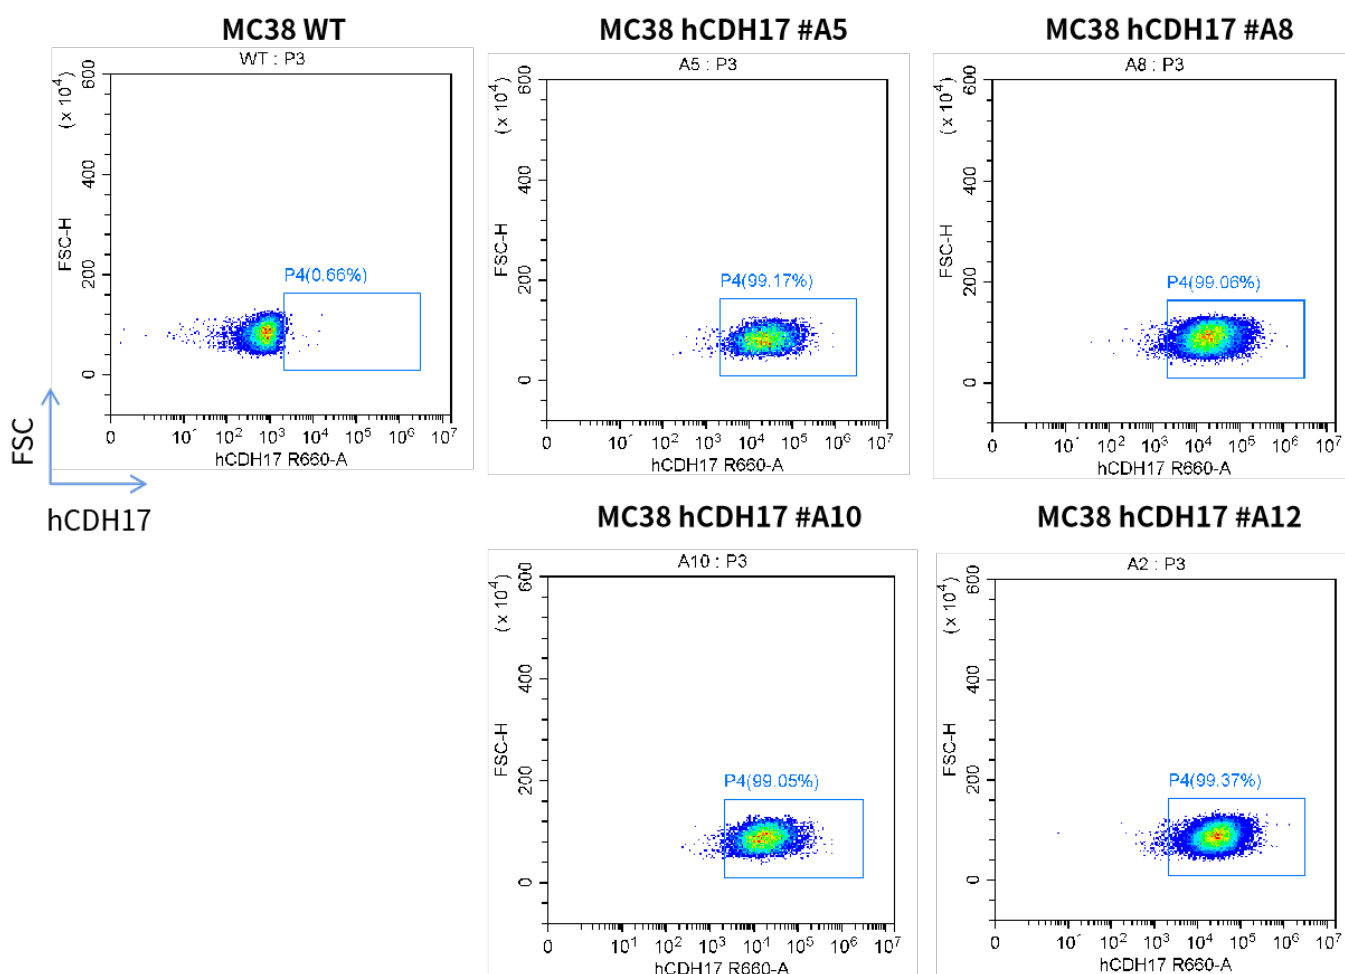 MC38 WT
WT : P3
(x 10⁴)
FSC-H
600
400
200
0
P4(0.66%)
0 10¹ 10² 10³ 10⁴ 10⁵ 10⁶ 10⁷
hCDH17 R660-A
MC38 hCDH17 #A5
A5 : P3
(x 10⁴)
FSC-H
600
400
200
0
P4(99.17%)
0 10¹ 10² 10³ 10⁴ 10⁵ 10⁶ 10⁷
hCDH17 R660-A
MC38 hCDH17 #A8
A8 : P3
(x 10⁴)
FSC-H
600
400
200
0
P4(99.06%)
0 10¹ 10² 10³ 10⁴ 10⁵ 10⁶ 10⁷
hCDH17 R660-A
FSC
hCDH17
MC38 hCDH17 #A10
A10 : P3
(x 10⁴)
FSC-H
600
400
200
0
P4(99.05%)
0 10¹ 10² 10³ 10⁴ 10⁵ 10⁶ 10⁷
hCDH17 R660-A
MC38 hCDH17 #A12
A2 : P3
(x 10⁴)
FSC-H
600
400
200
0
P4(99.37%)
0 10¹ 10² 10³ 10⁴ 10⁵ 10⁶ 10⁷
hCDH17 R660-A